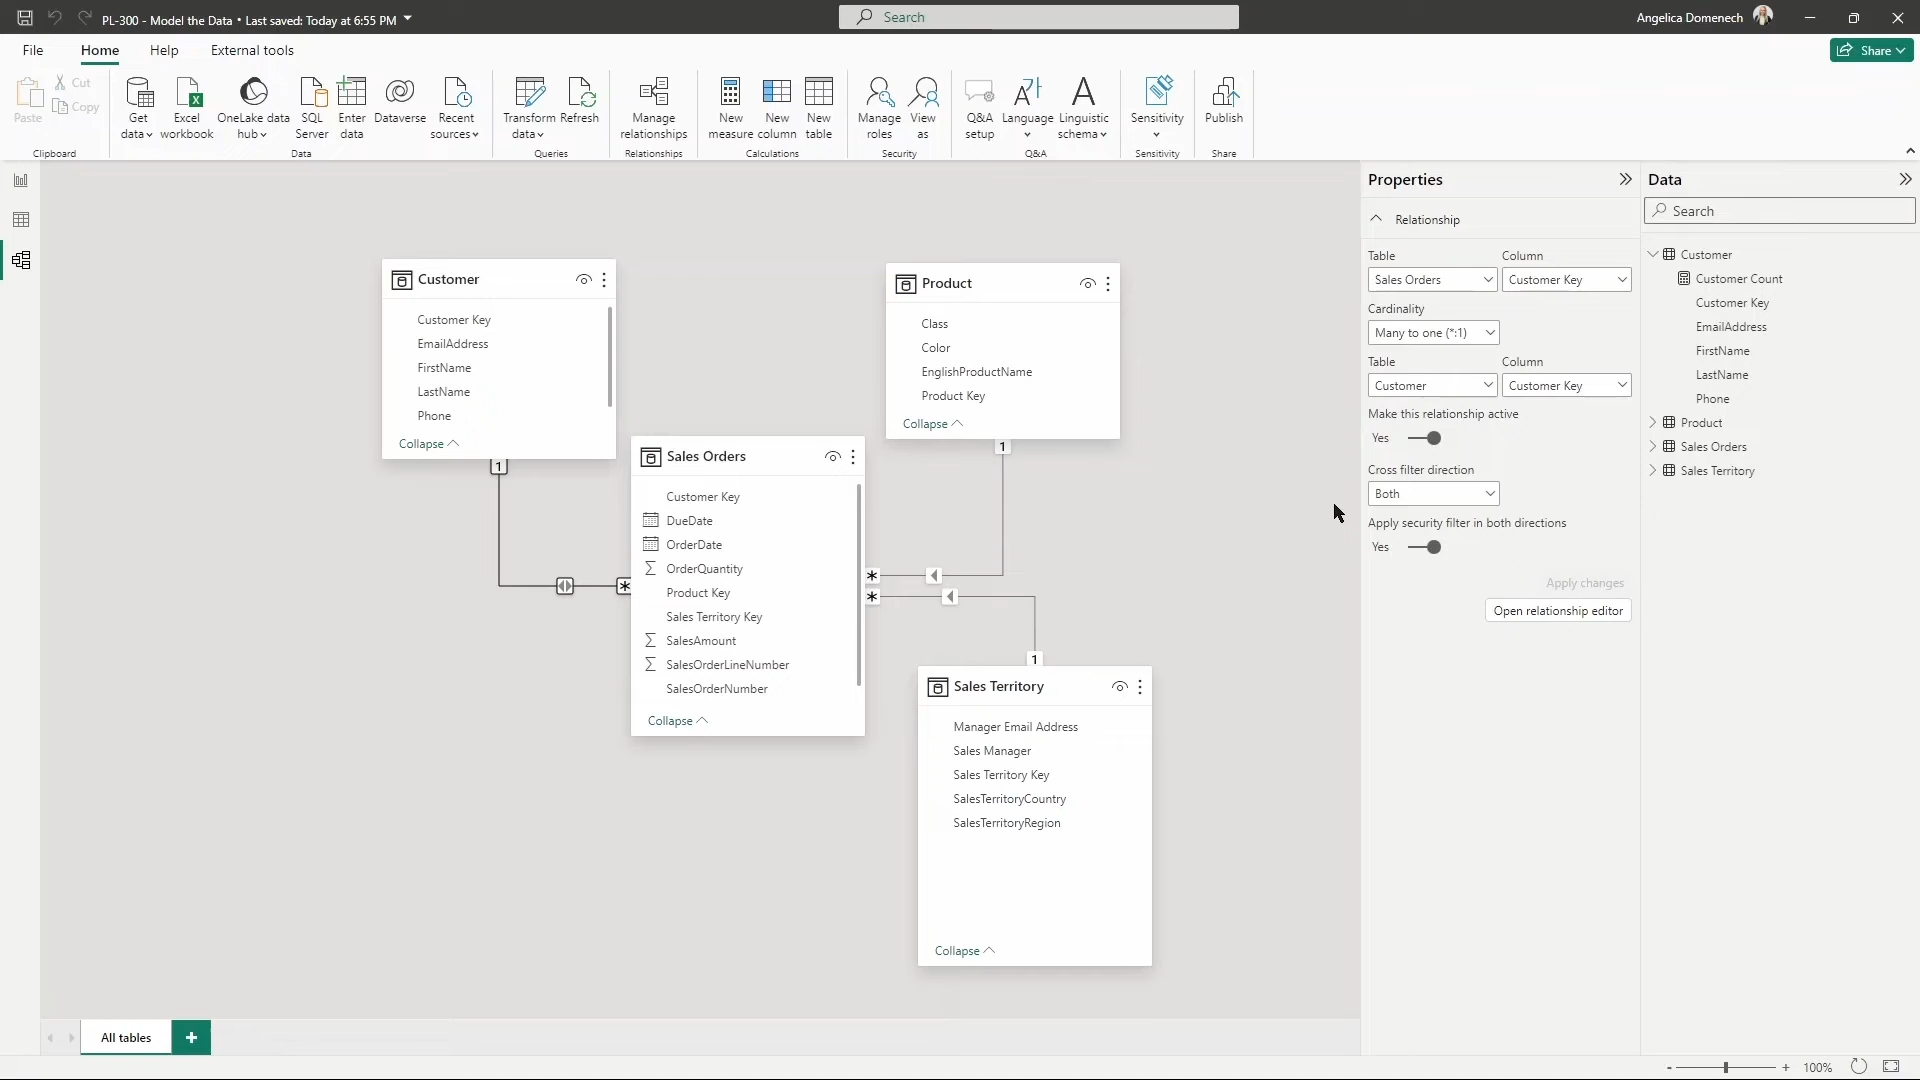 PL-300 - Model the Data • Last saved: Today at 6:55 PM
Search
Angelica Domenech
File
Home
Help
External tools
Share
Paste
Cut
Copy
Get data
Excel workbook
OneLake data hub
SQL Server
Enter data
Dataverse
Recent sources
Transform data
Refresh
Manage relationships
New measure
New column
New table
Manage roles
View as
Q&A setup
Language
Linguistic schema
Sensitivity
Publish
Clipboard
Data
Queries
Relationships
Calculations
Security
Q&A
Sensitivity
Share
Customer
Customer Key
EmailAddress
FirstName
LastName
Phone
Collapse
1
*
Sales Orders
Customer Key
DueDate
OrderDate
OrderQuantity
Product Key
Sales Territory Key
SalesAmount
SalesOrderLineNumber
SalesOrderNumber
Collapse
Product
Class
Color
EnglishProductName
Product Key
Collapse
1
*
*
1
Sales Territory
Manager Email Address
Sales Manager
Sales Territory Key
SalesTerritoryCountry
SalesTerritoryRegion
Collapse
Properties
Relationship
Table Column
Sales Orders Customer Key
Cardinality
Many to one (*:1)
Table Column
Customer Customer Key
Make this relationship active
Yes
Cross filter direction
Both
Apply security filter in both directions
Yes
Apply changes
Open relationship editor
Data
Search
Customer
Customer Count
Customer Key
EmailAddress
FirstName
LastName
Phone
Product
Sales Orders
Sales Territory
All tables
+
- + 100%